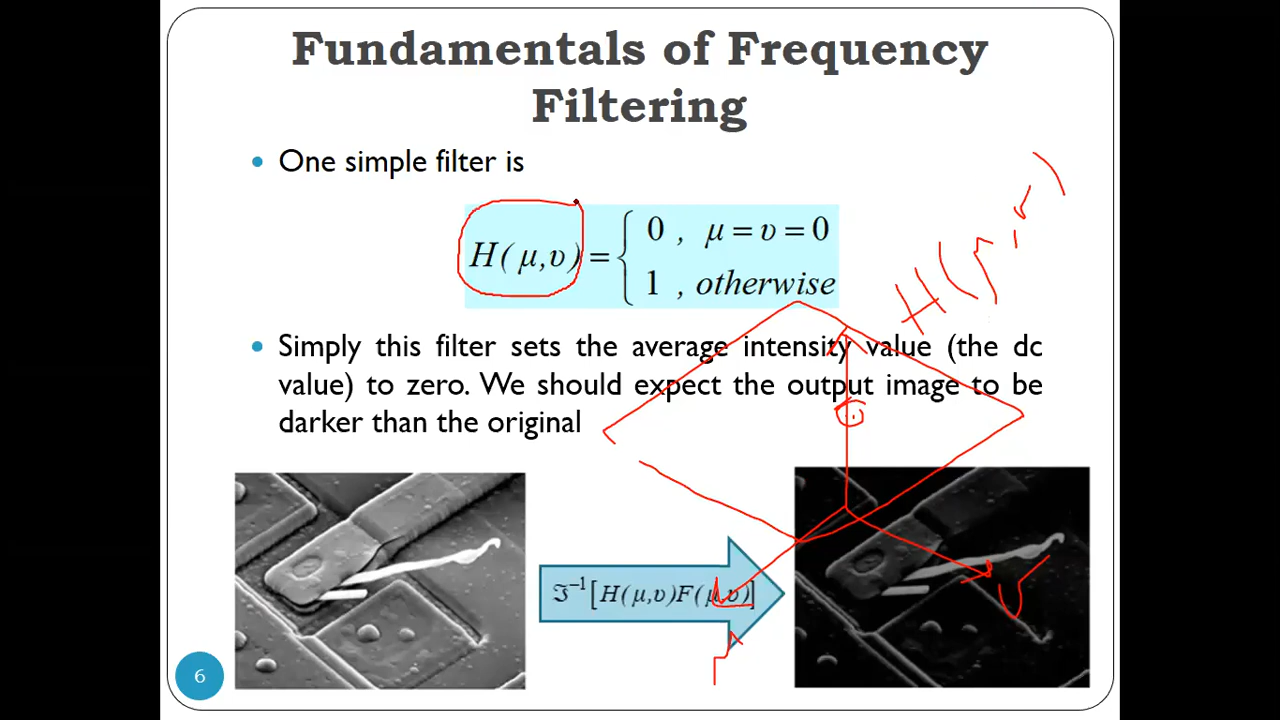 Fundamentals of Frequency
Filtering
• One simple filter is
H(μ,υ) = { 0 , μ = υ = 0
1 , otherwise
H(μ,υ)
• Simply this filter sets the average intensity value (the dc
value) to zero. We should expect the output image to be
darker than the original
ℑ⁻¹[H(μ,υ)F(μ,υ)]
μ
υ
6